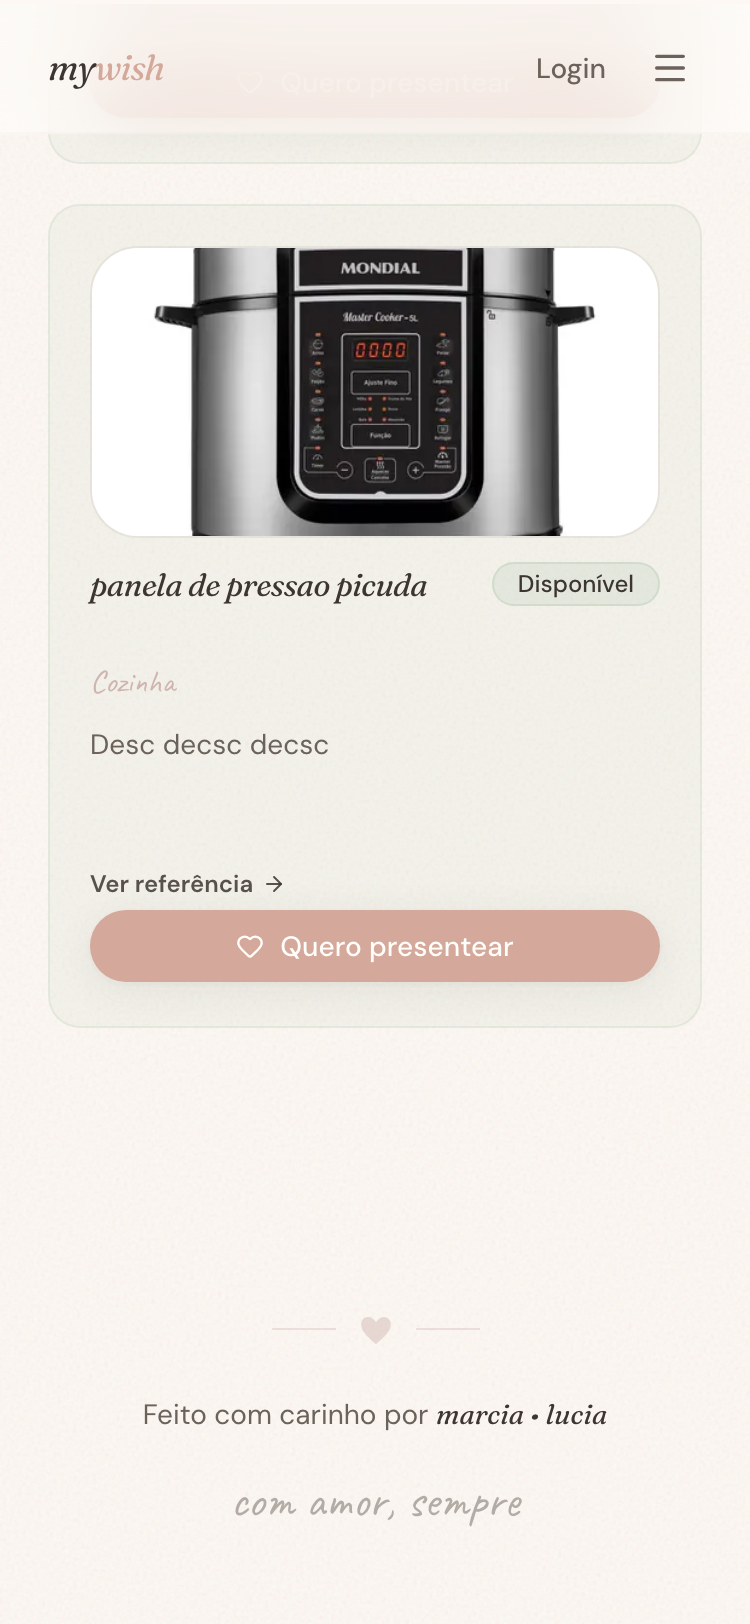 mywish
Login
Quero presentear
MONDIAL
Master Cooker - 5L
0000
Ajuste Fino
Função
panela de pressao picuda
Disponível
Cozinha
Desc decsc decsc
Ver referência →
Quero presentear
Feito com carinho por marcia • lucia
com amor, sempre